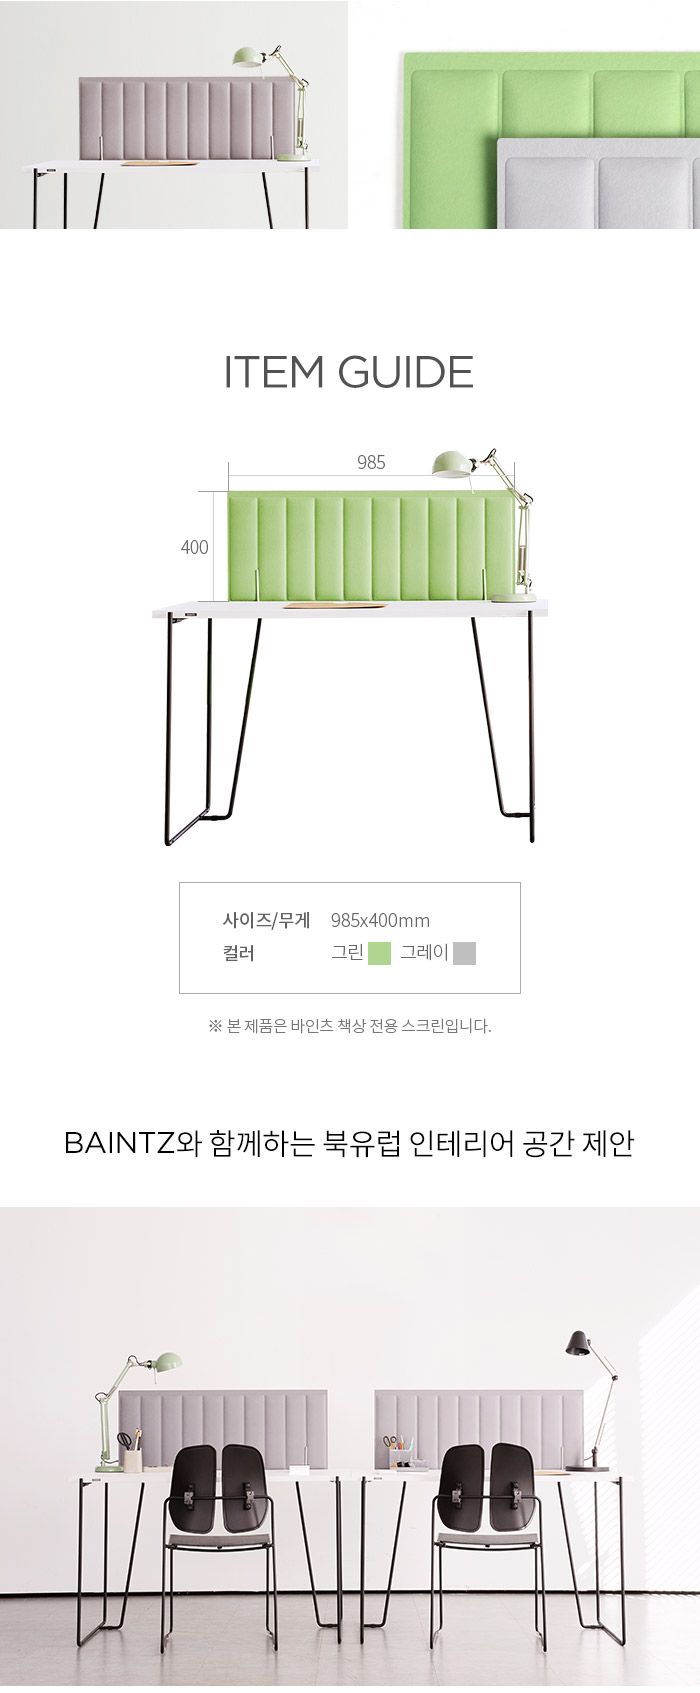 ITEM GUIDE
985
400
사이즈/무게 985x400mm
컬러 그린 그레이
※ 본 제품은 바인츠 책상 전용 스크린입니다.
BAINTZ와 함께하는 북유럽 인테리어 공간 제안